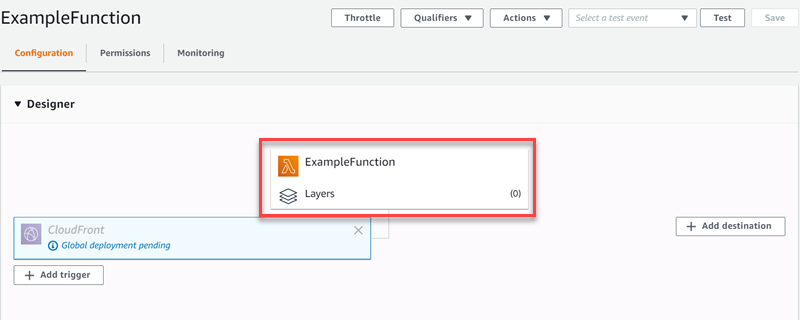 ExampleFunction
Throttle
Qualifiers
Actions
Select a test event
Test
Save
Configuration
Permissions
Monitoring
Designer
ExampleFunction
Layers
(0)
CloudFront
Global deployment pending
Add destination
Add trigger